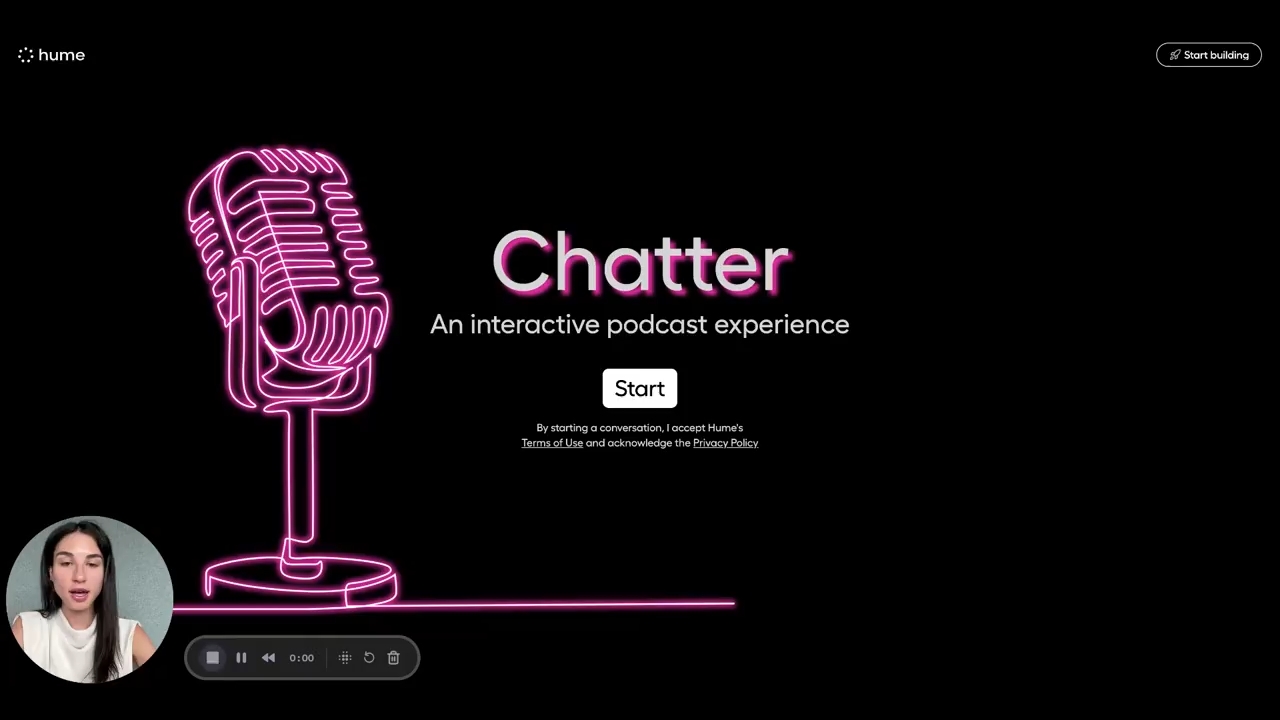 hume
Start building
Chatter
An interactive podcast experience
Start
By starting a conversation, I accept Hume's
Terms of Use and acknowledge the Privacy Policy
0:00